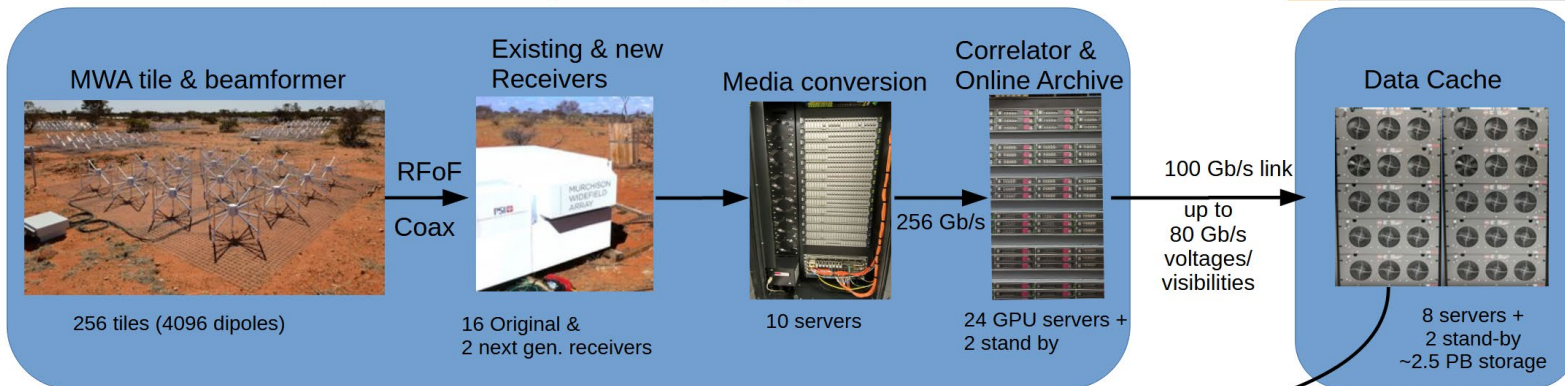 MWA tile & beamformer
256 tiles (4096 dipoles)
RFoF
Coax
Existing & new
Receivers
PSI
MURCHISON
WIDEFIELD
ARRAY
16 Original &
2 next gen. receivers
Media conversion
10 servers
256 Gb/s
Correlator &
Online Archive
24 GPU servers +
2 stand by
100 Gb/s link
up to
80 Gb/s
voltages/
visibilities
Data Cache
8 servers +
2 stand-by
~2.5 PB storage